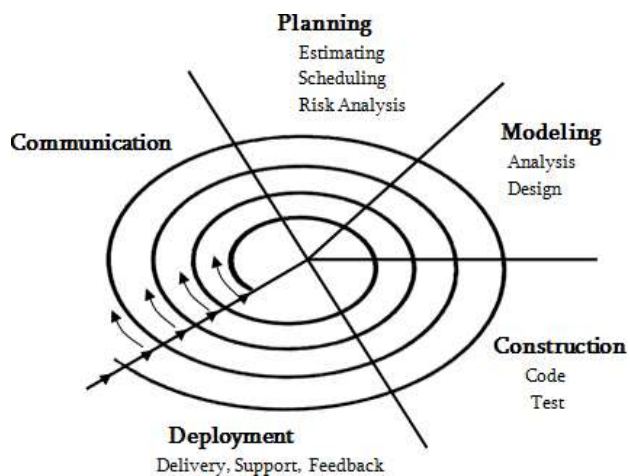 Planning
Estimating
Scheduling
Risk Analysis
Communication
Modeling
Analysis
Design
Construction
Code
Test
Deployment
Delivery, Support, Feedback